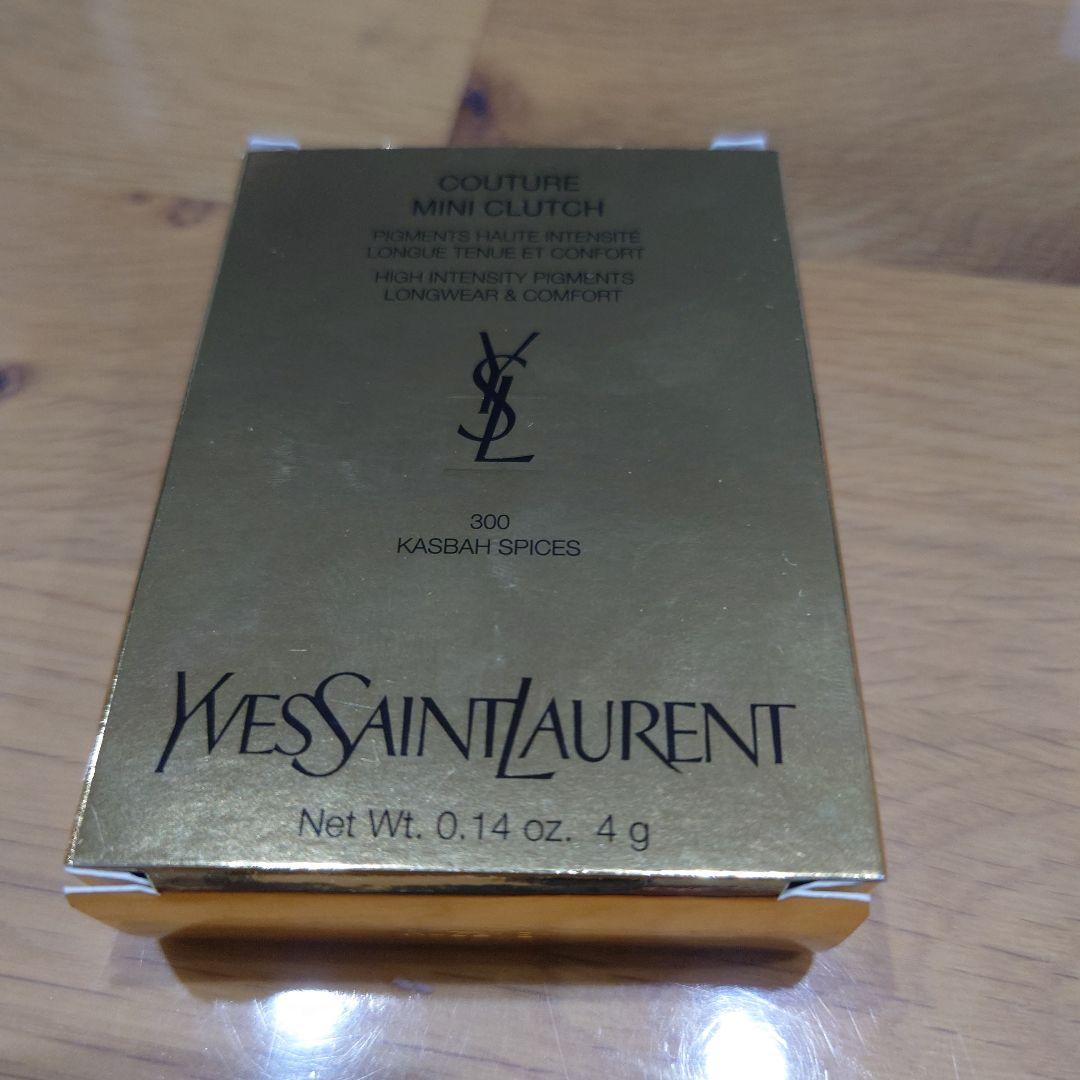 COUTURE
MINI CLUTCH
PIGMENTS HAUTE INTENSITÉ
LONGUE TENUE ET CONFORT
HIGH INTENSITY PIGMENTS
LONGWEAR & COMFORT
YSL
300
KASBAH SPICES
YVESSAINTLAURENT
Net Wt. 0.14 oz. 4 g